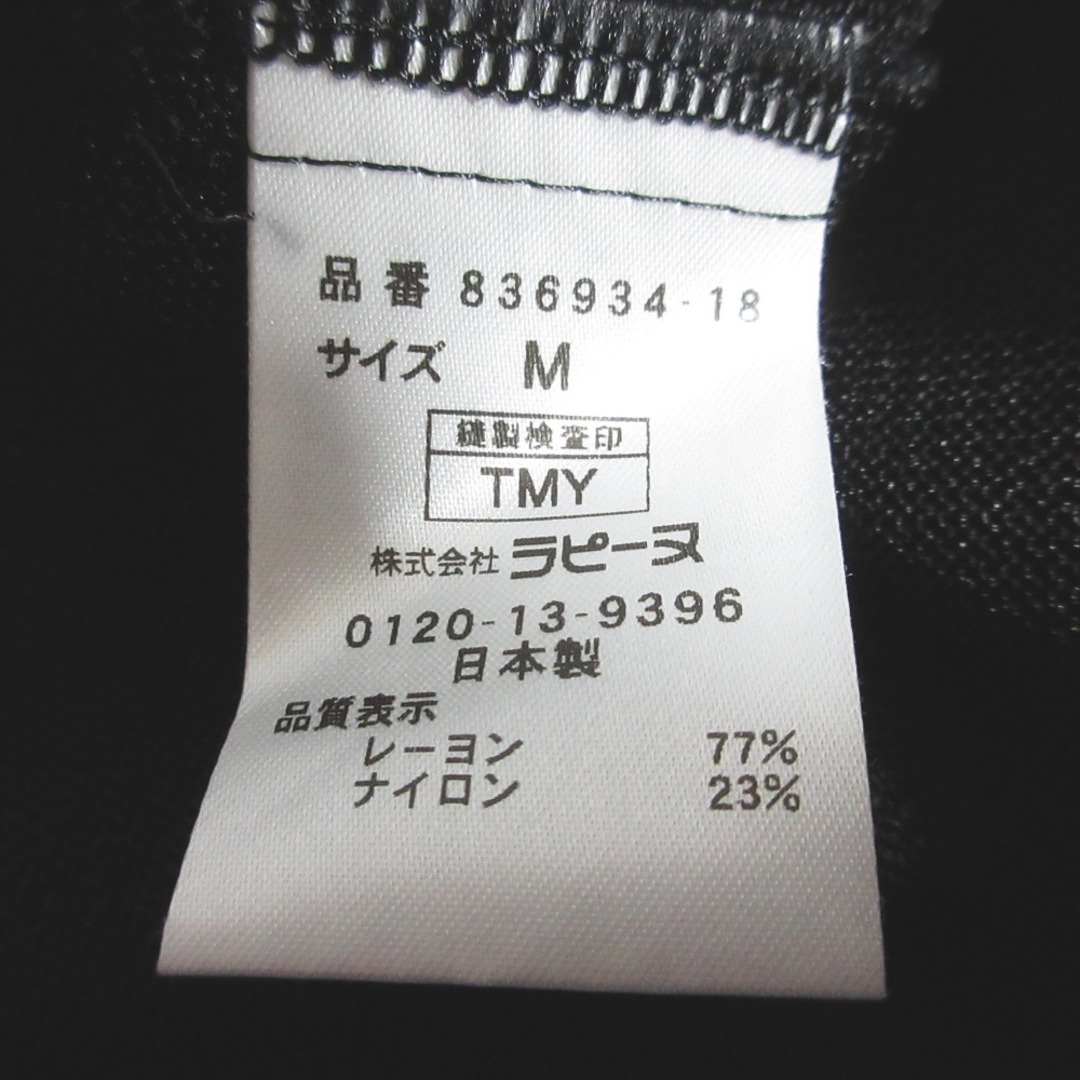 品番 836934-18
サイズ M
縫製検査印
TMY
株式会社 ラピーヌ
0120-13-9396
日本製
品質表示
レーヨン 77%
ナイロン 23%